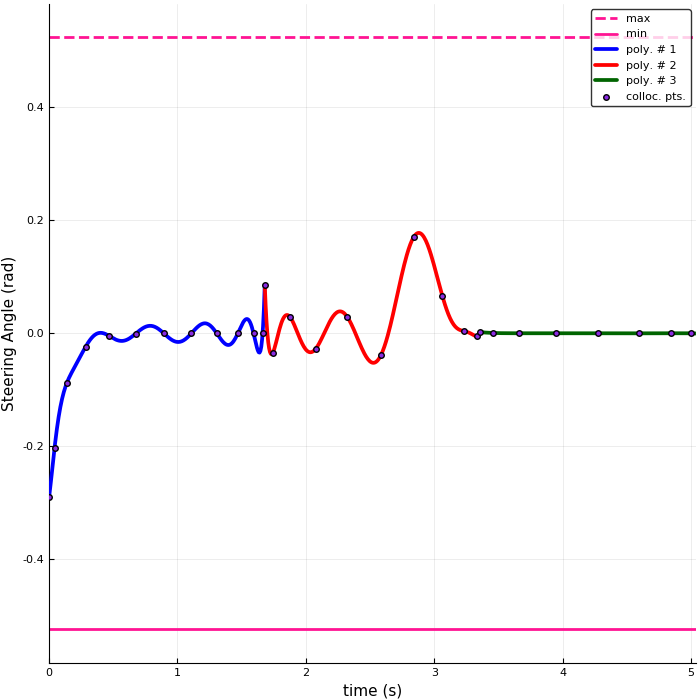 max
min
poly. # 1
poly. # 2
poly. # 3
colloc. pts.
Steering Angle (rad)
0.4
0.2
0.0
-0.2
-0.4
0 1 2 3 4 5
time (s)